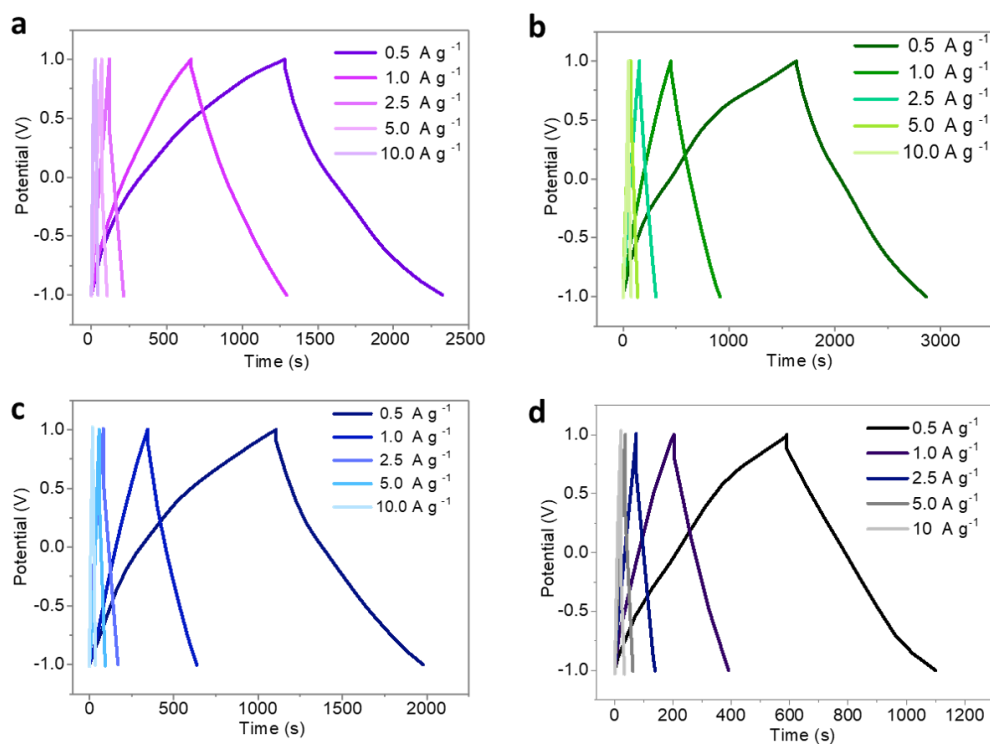 a
0.5 A g-1
1.0 A g-1
2.5 A g-1
5.0 A g-1
10.0 A g-1
1.0
0.5
0.0
-0.5
-1.0
Potential (V)
0 500 1000 1500 2000 2500
Time (s)
b
0.5 A g-1
1.0 A g-1
2.5 A g-1
5.0 A g-1
10.0 A g-1
1.0
0.5
0.0
-0.5
-1.0
Potential (V)
0 1000 2000 3000
Time (s)
c
0.5 A g-1
1.0 A g-1
2.5 A g-1
5.0 A g-1
10.0 A g-1
1.0
0.5
0.0
-0.5
-1.0
Potential (V)
0 500 1000 1500 2000
Time (s)
d
0.5 A g-1
1.0 A g-1
2.5 A g-1
5.0 A g-1
10 A g-1
1.0
0.5
0.0
-0.5
-1.0
Potential (V)
0 200 400 600 800 1000 1200
Time (s)